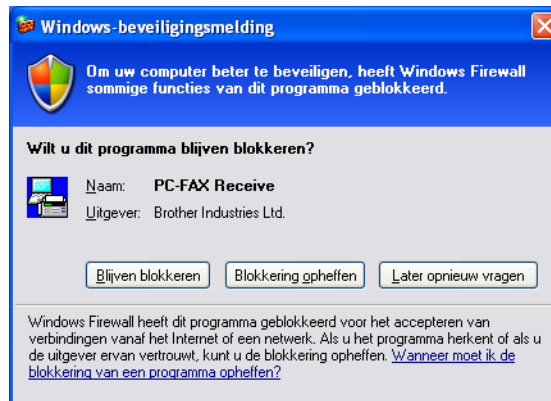 Windows-beveiligingsmelding
Om uw computer beter te beveiligen, heeft Windows Firewall
sommige functies van dit programma geblokkeerd.
Wilt u dit programma blijven blokkeren?
Naam: PC-FAX Receive
Uitgever: Brother Industries Ltd.
Blijven blokkeren Blokkering opheffen Later opnieuw vragen
Windows Firewall heeft dit programma geblokkeerd voor het accepteren van
verbindingen vanaf het Internet of een netwerk. Als u het programma herkent of als u
de uitgever ervan vertrouwt, kunt u de blokkering opheffen. Wanneer moet ik de
blokkering van een programma opheffen?